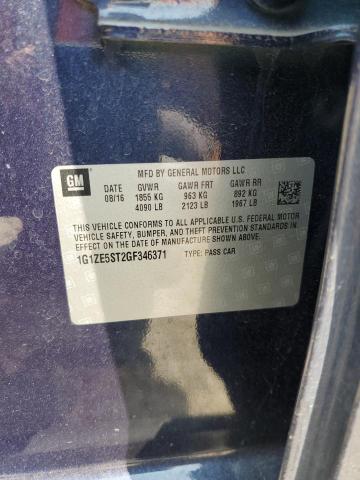 GM
MFD BY GENERAL MOTORS LLC
DATE GVWR GAWR FRT GAWR RR
08/16 1855 KG 963 KG 892 KG
4090 LB 2123 LB 1967 LB
THIS VEHICLE CONFORMS TO ALL APPLICABLE U.S. FEDERAL MOTOR
VEHICLE SAFETY, BUMPER, AND THEFT PREVENTION STANDARDS IN
EFFECT ON THE DATE OF MANUFACTURE SHOWN ABOVE.
1G1ZE5ST2GF346371 TYPE: PASS CAR